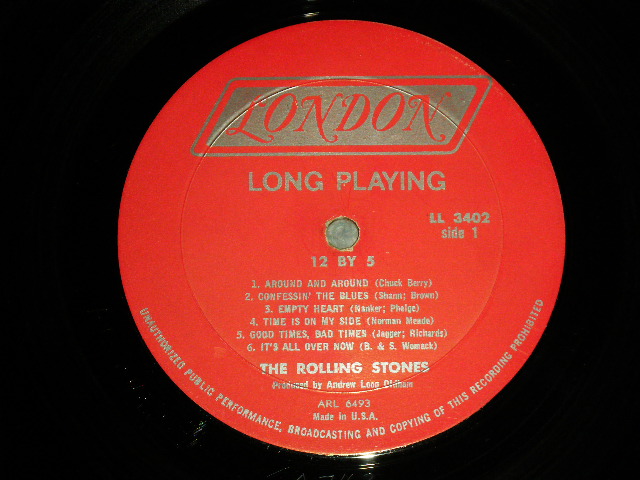 LONDON
LONG PLAYING
LL 3402
side 1
12 BY 5
1. AROUND AND AROUND (Chuck Berry)
2. CONFESSIN' THE BLUES (Shann; Brown)
3. EMPTY HEART (Nanker; Phelge)
4. TIME IS ON MY SIDE (Norman Meade)
5. GOOD TIMES, BAD TIMES (Jagger; Richards)
6. IT'S ALL OVER NOW (B. & S. Womack)
THE ROLLING STONES
Produced by Andrew Loog Oldham
ARL 6493
Made in U.S.A.
UNAUTHORIZED PUBLIC PERFORMANCE, BROADCASTING AND COPYING OF THIS RECORDING PROHIBITED